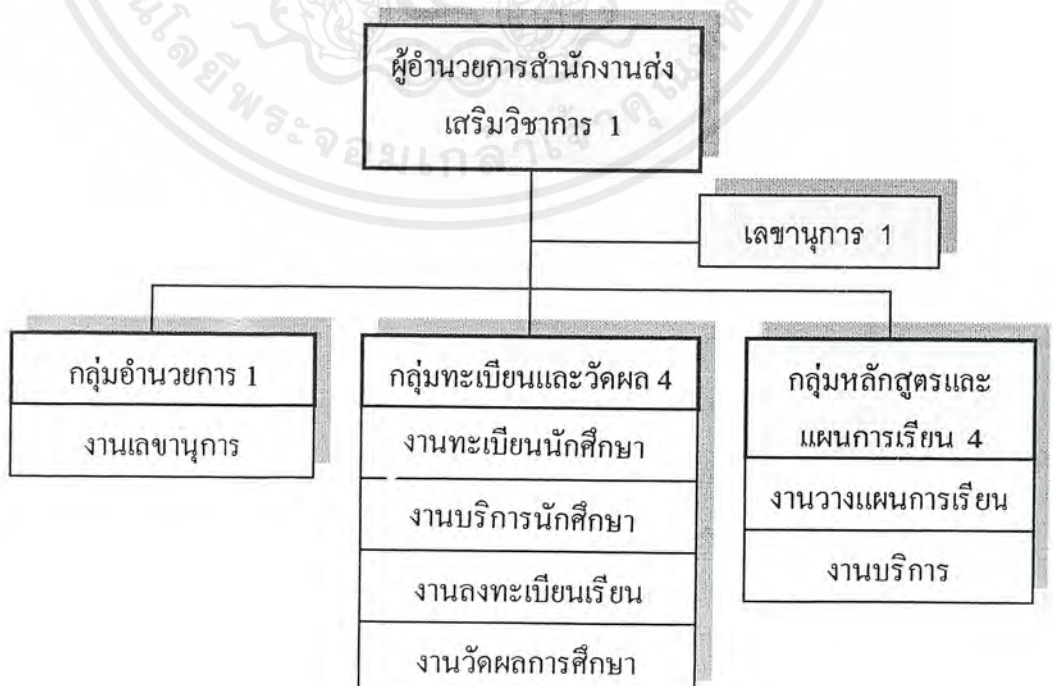 ผู้อำนวยการสำนักงานส่ง
เสริมวิชาการ 1
เลขานุการ 1
กลุ่มอำนวยการ 1
งานเลขานุการ
กลุ่มทะเบียนและวัดผล 4
งานทะเบียนนักศึกษา
งานบริการนักศึกษา
งานลงทะเบียนเรียน
งานวัดผลการศึกษา
กลุ่มหลักสูตรและ
แผนการเรียน 4
งานวางแผนการเรียน
งานบริการ